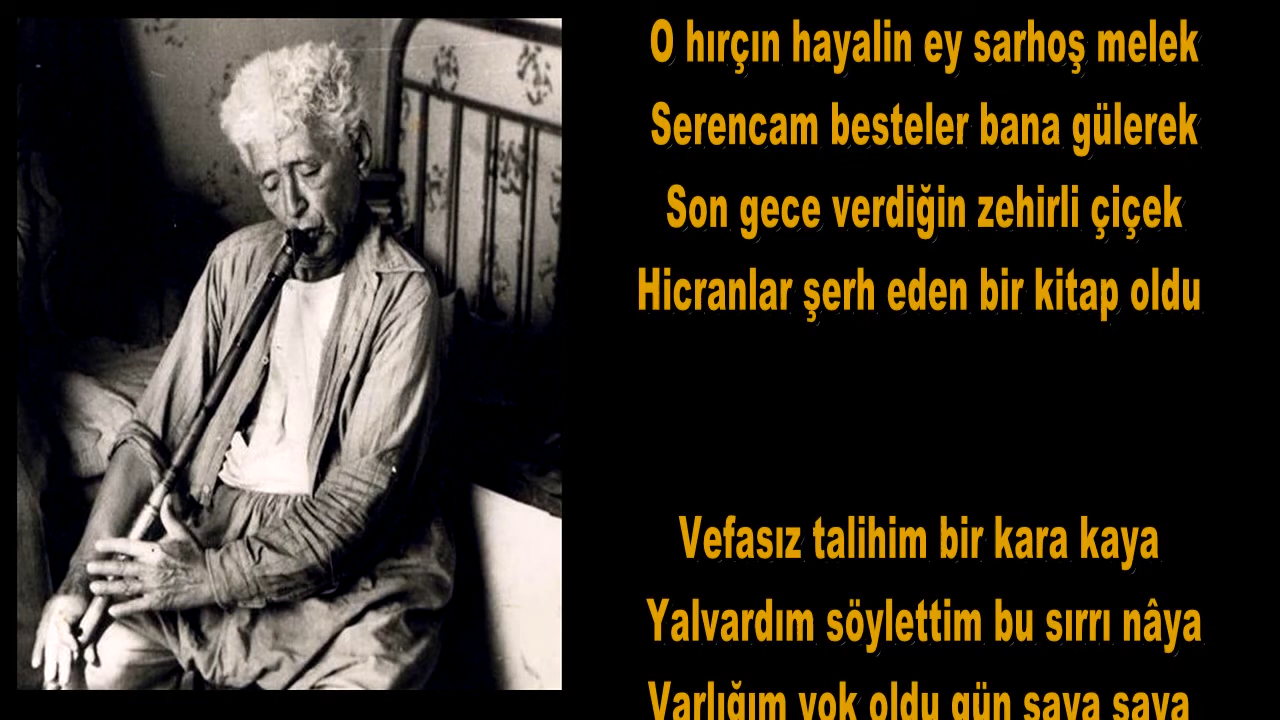 O hırçın hayalin ey sarhoş melek
Serencam besteler bana gülerek
Son gece verdiğin zehirli çiçek
Hicranlar şerh eden bir kitap oldu
Vefasız talihim bir kara kaya
Yalvardım söylettim bu sırrı nâya
Varlığım yok oldu gün saya saya